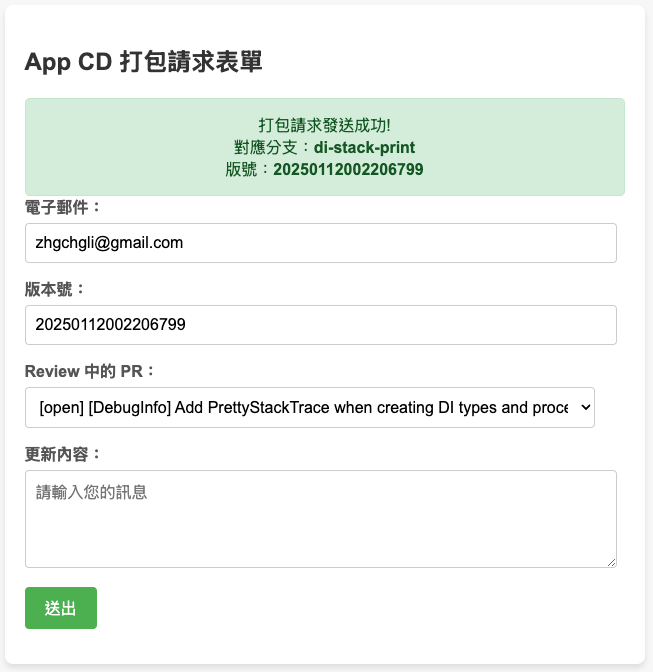 App CD 打包請求表單
打包請求發送成功!
對應分支：di-stack-print
版號：20250112002206799
電子郵件：
zhgchgli@gmail.com
版本號：
20250112002206799
Review 中的 PR：
[open] [DebugInfo] Add PrettyStackTrace when creating DI types and proce
更新內容：
請輸入您的訊息
送出